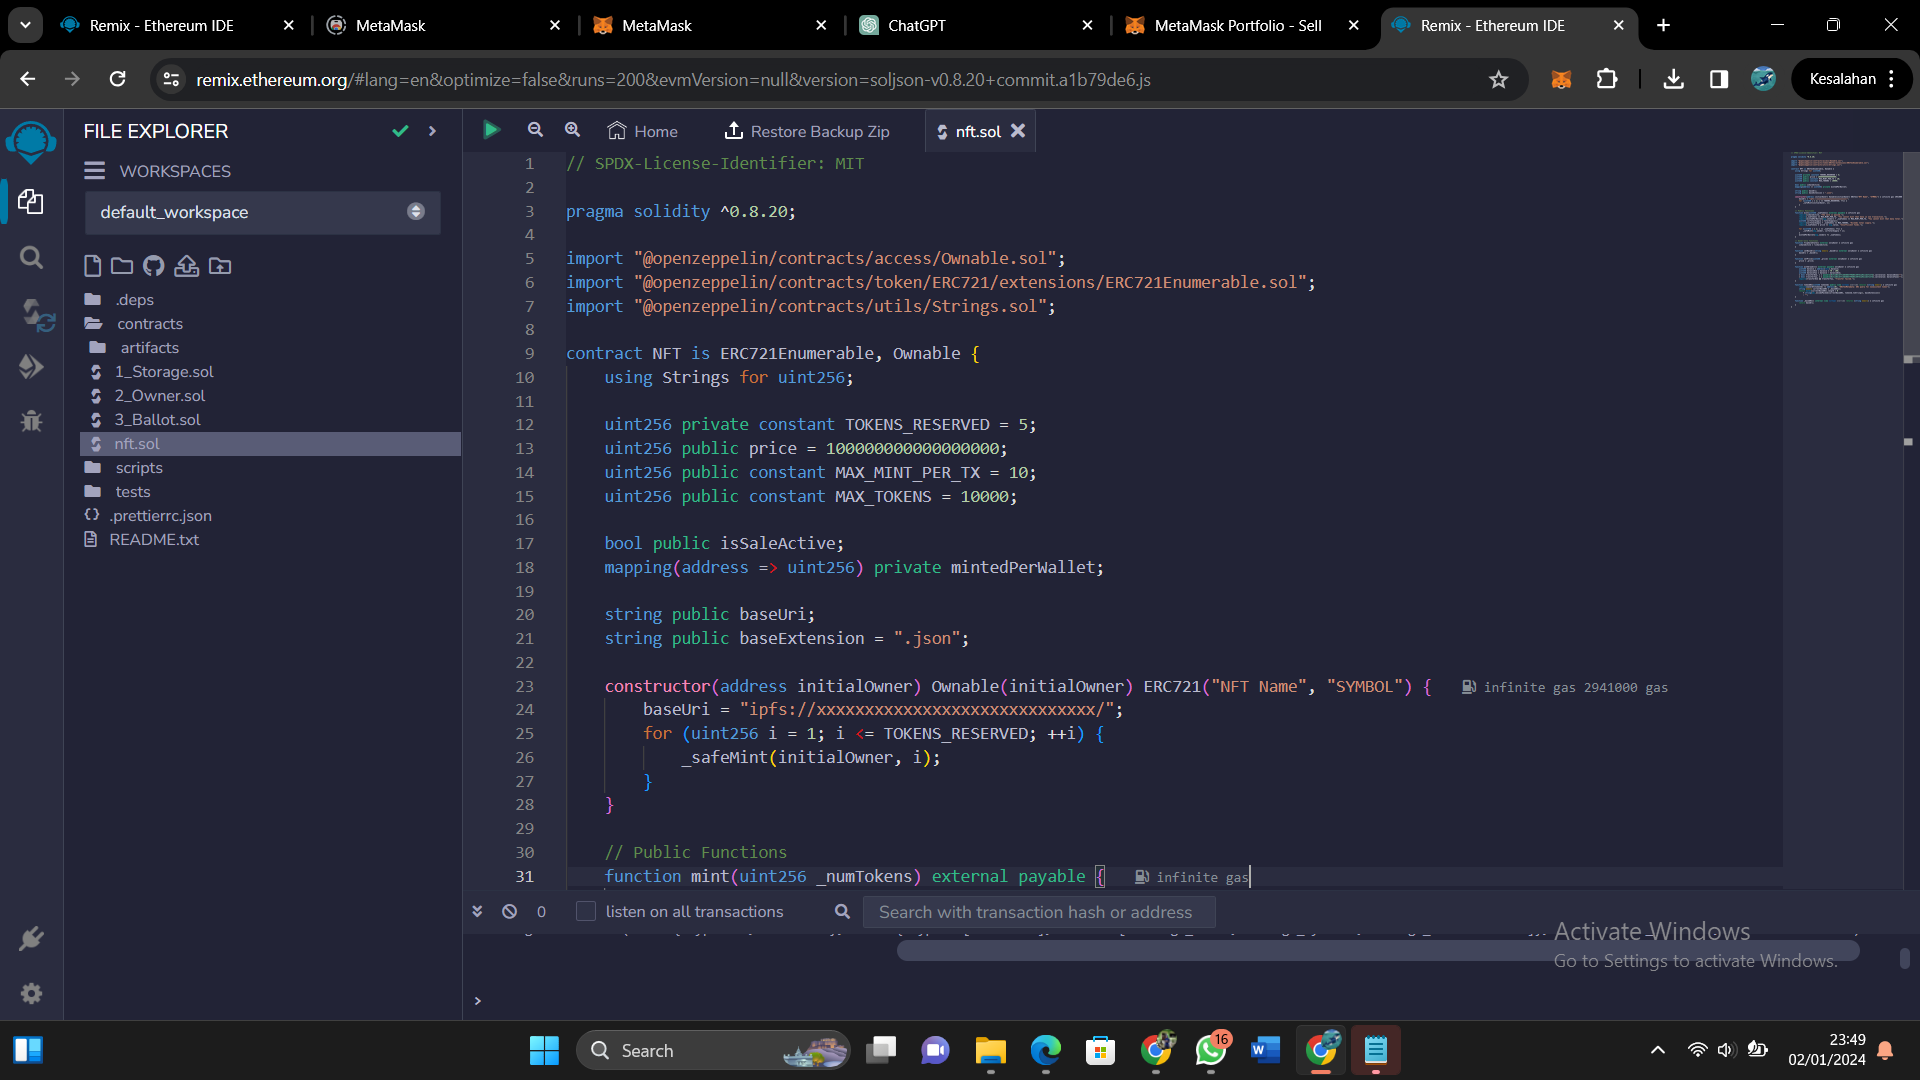 Remix - Ethereum IDE
MetaMask
MetaMask
ChatGPT
MetaMask Portfolio - Sell
Remix - Ethereum IDE
remix.ethereum.org/#lang=en&optimize=false&runs=200&evmVersion=null&version=soljson-v0.8.20+commit.a1b79de6.js
Kesalahan
FILE EXPLORER
WORKSPACES
default_workspace
.deps
contracts
artifacts
1_Storage.sol
2_Owner.sol
3_Ballot.sol
nft.sol
scripts
tests
.prettierrc.json
README.txt
Home
Restore Backup Zip
nft.sol
1 // SPDX-License-Identifier: MIT
2
3 pragma solidity ^0.8.20;
4
5 import "@openzeppelin/contracts/access/Ownable.sol";
6 import "@openzeppelin/contracts/token/ERC721/extensions/ERC721Enumerable.sol";
7 import "@openzeppelin/contracts/utils/Strings.sol";
8
9 contract NFT is ERC721Enumerable, Ownable {
10 using Strings for uint256;
11
12 uint256 private constant TOKENS_RESERVED = 5;
13 uint256 public price = 100000000000000000;
14 uint256 public constant MAX_MINT_PER_TX = 10;
15 uint256 public constant MAX_TOKENS = 10000;
16
17 bool public isSaleActive;
18 mapping(address => uint256) private mintedPerWallet;
19
20 string public baseUri;
21 string public baseExtension = ".json";
22
23 constructor(address initialOwner) Ownable(initialOwner) ERC721("NFT Name", "SYMBOL") { infinite gas 2941000 gas
24 baseUri = "ipfs://xxxxxxxxxxxxxxxxxxxxxxxxxxxxx/";
25 for (uint256 i = 1; i <= TOKENS_RESERVED; ++i) {
26 _safeMint(initialOwner, i);
27 }
28 }
29
30 // Public Functions
31 function mint(uint256 _numTokens) external payable { infinite gas
0
listen on all transactions
Search with transaction hash or address
>
Activate Windows
Go to Settings to activate Windows.
Search
16
23:49
02/01/2024